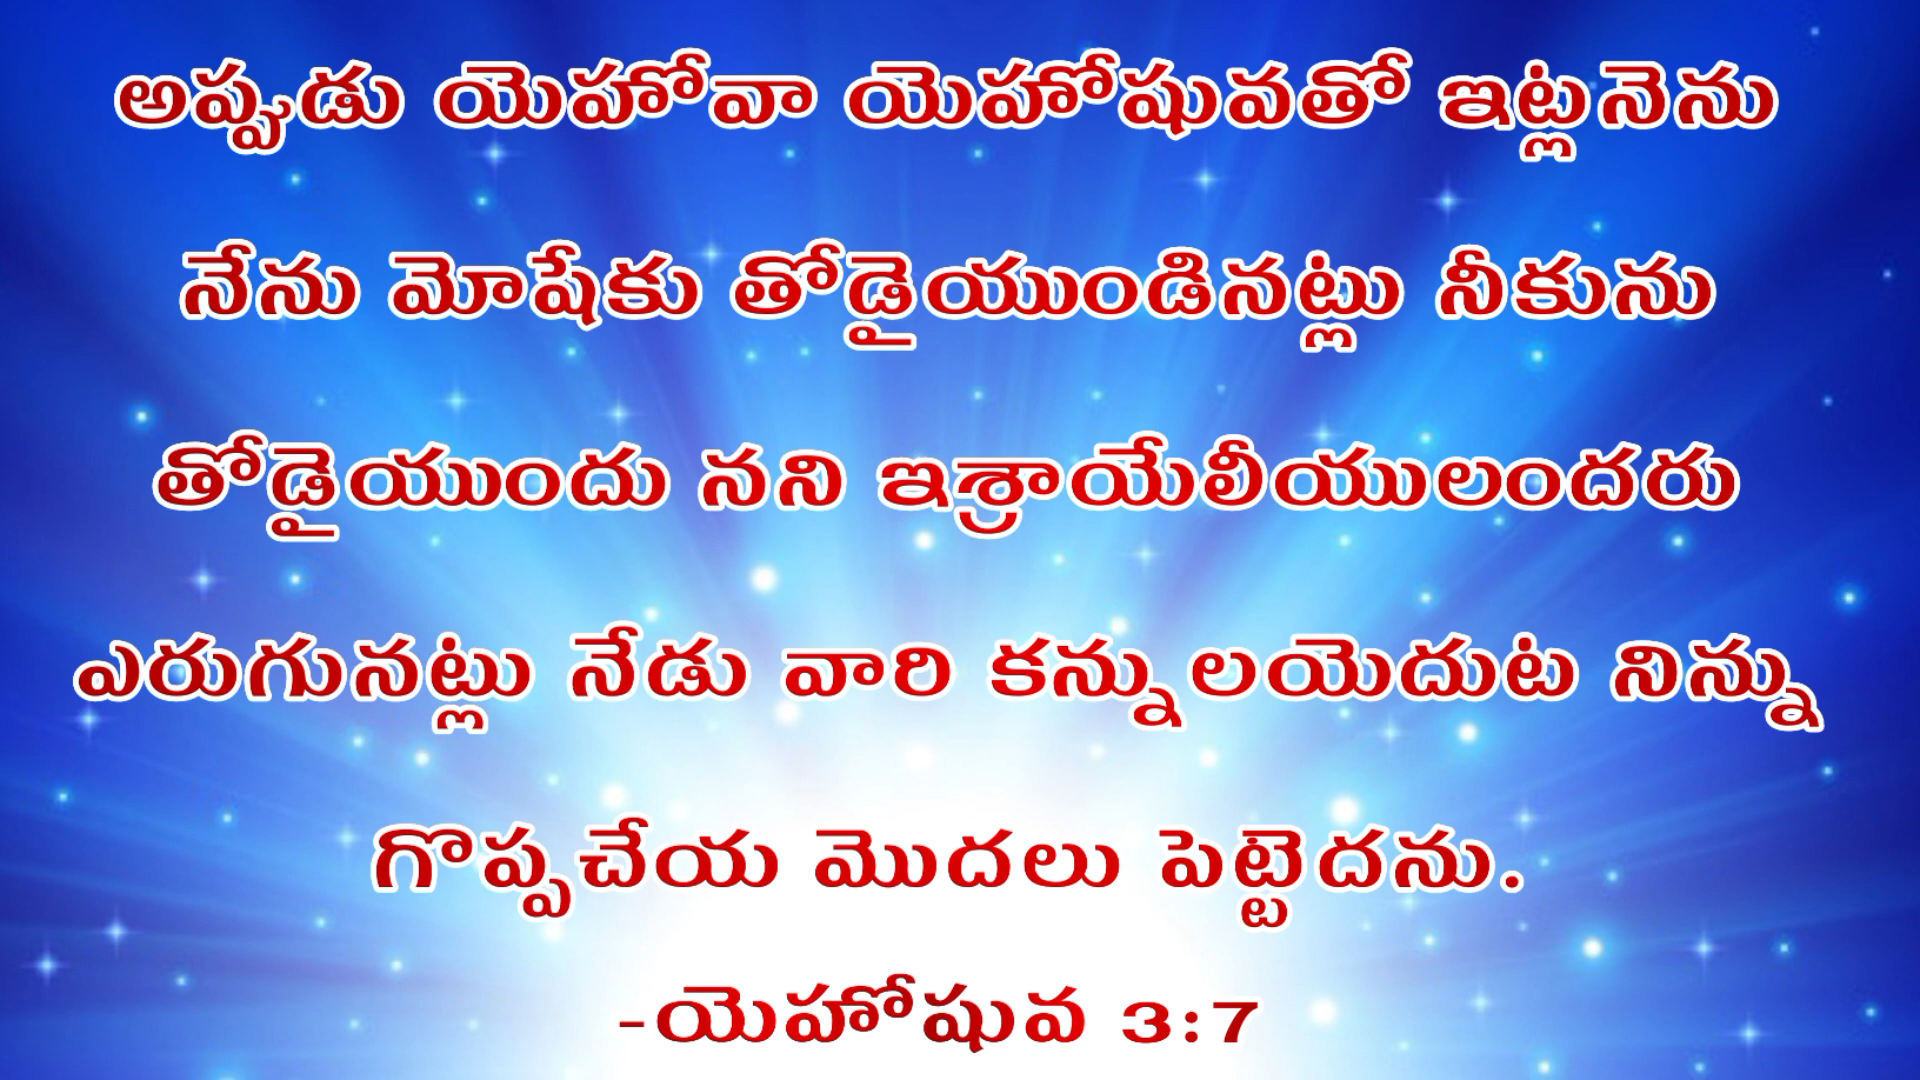 అప్పుడు యెహోవా యెహోషువతో ఇట్లనెను
నేను మోషేకు తోడైయుండినట్లు నీకును
తోడైయుందు నని ఇశ్రాయేలీయులందరు
ఎరుగునట్లు నేడు వారి కన్నులయెదుట నిన్ను
గొప్పచేయ మొదలు పెట్టెదను.
-యెహోషువ 3:7